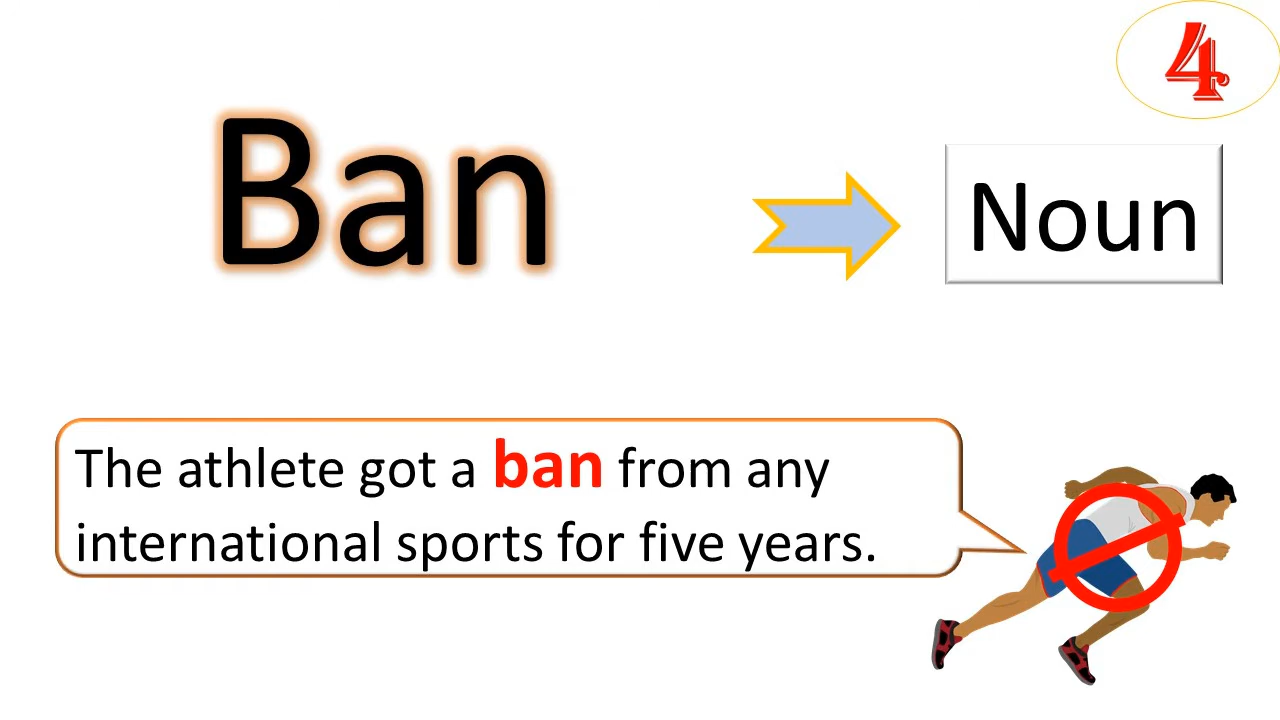 4
Ban
Noun
The athlete got a ban from any
international sports for five years.